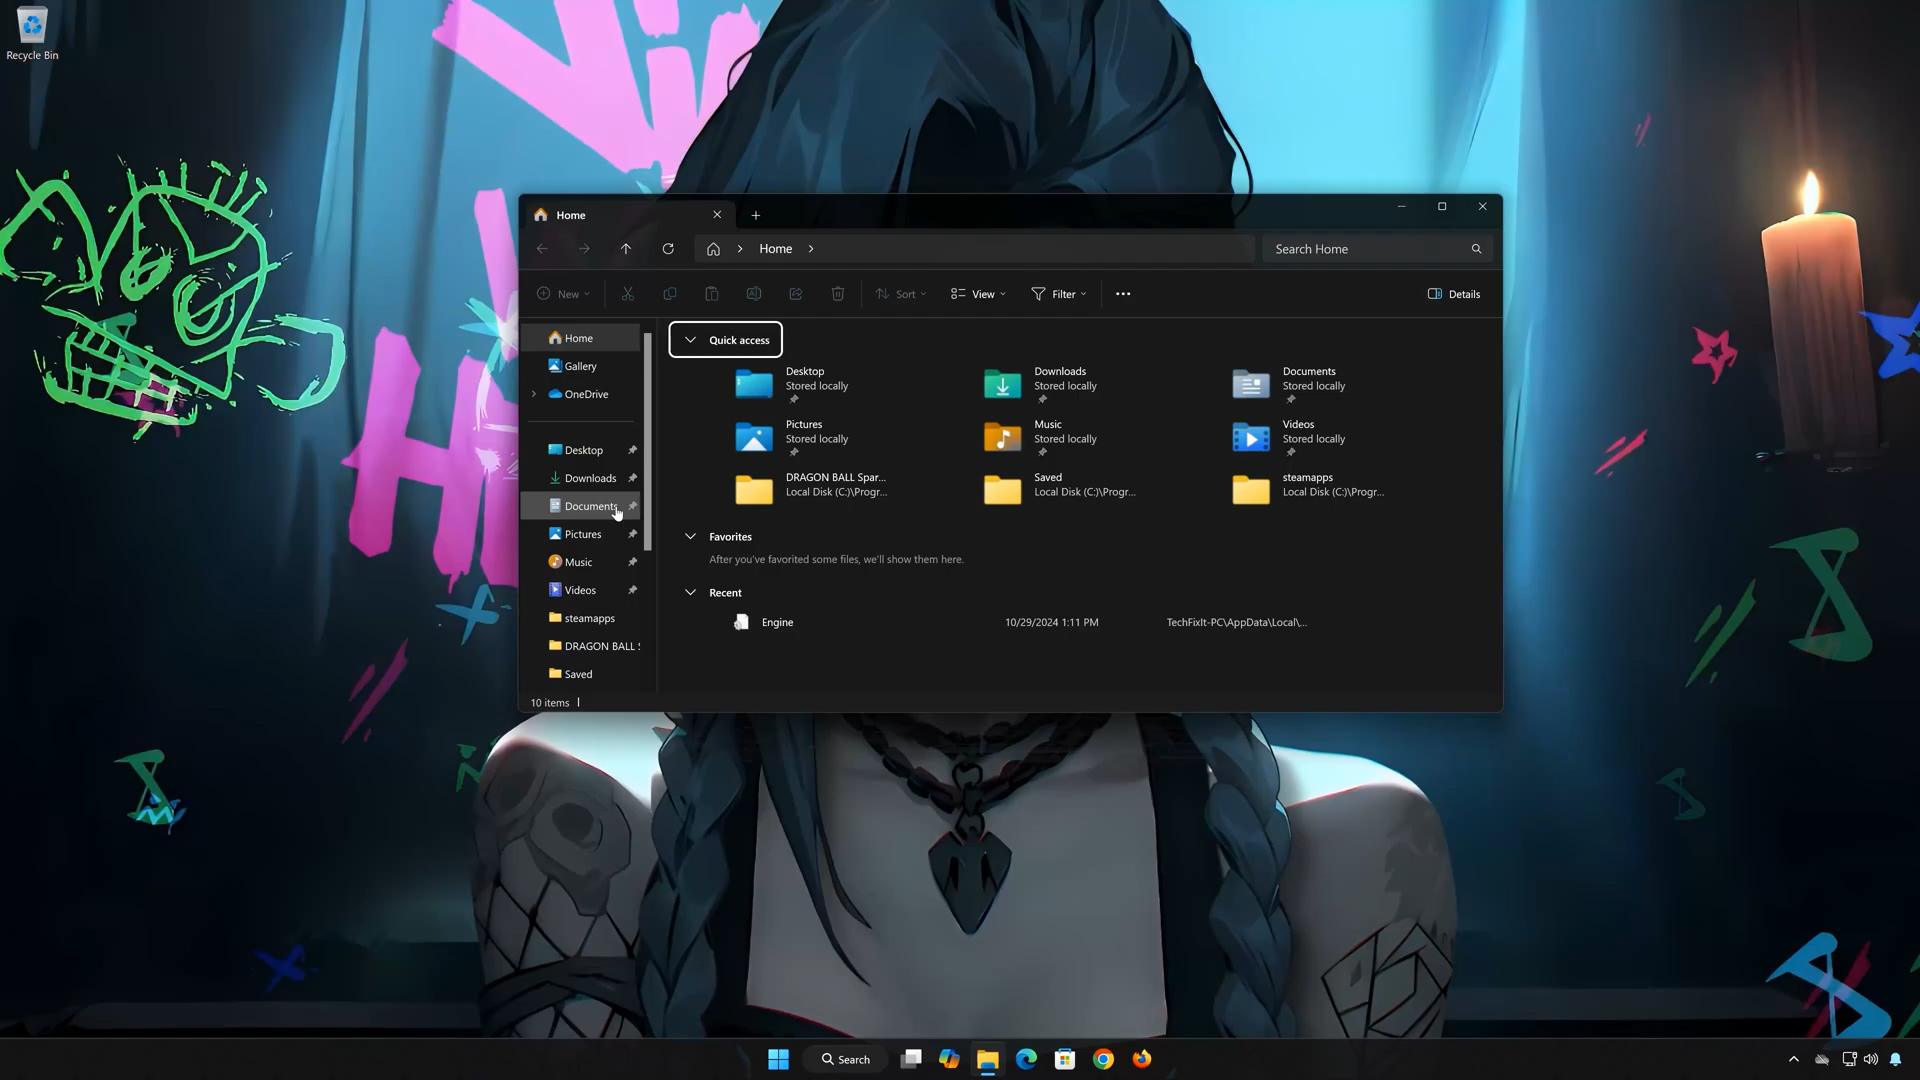 Recycle Bin
Home
Home
Search Home
New
Sort
View
Filter
Details
Home
Gallery
OneDrive
Desktop
Downloads
Documents
Pictures
Music
Videos
steamapps
DRAGON BALL S
Saved
Quick access
Desktop
Stored locally
Downloads
Stored locally
Documents
Stored locally
Pictures
Stored locally
Music
Stored locally
Videos
Stored locally
DRAGON BALL Spar...
Local Disk (C:)\Progr...
Saved
Local Disk (C:)\Progr...
steamapps
Local Disk (C:)\Progr...
Favorites
After you've favorited some files, we'll show them here.
Recent
Engine 10/29/2024 1:11 PM TechFixIt-PC\AppData\Local\...
10 items
Search